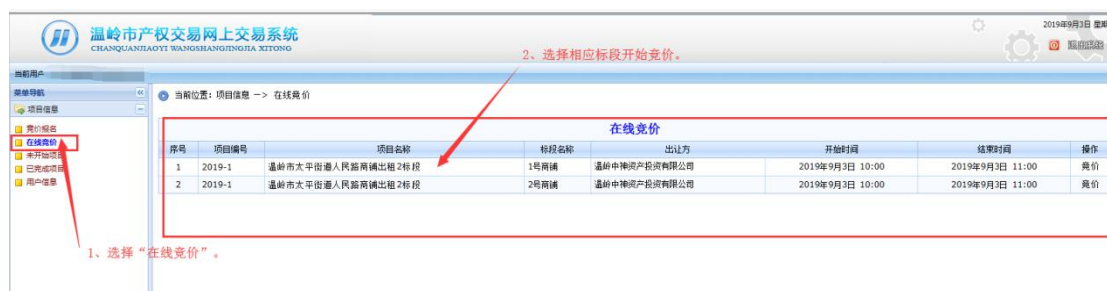 温岭市产权交易网上交易系统
CHANQUANJIAOYI WANGSHANGJINGJIA XITONG
2019年9月3日 星期
退出系统
2、选择相应标段开始竞价。
当前用户
菜单导航
当前位置：项目信息 —> 在线竞价
项目信息
在线竞价
竞价报名
在线竞价
未开始项目
已完成项目
用户信息
序号 项目编号 项目名称 标段名称 出让方 开始时间 结束时间 操作
1 2019-1 温岭市太平街道人民路商铺出租2标段 1号商铺 温岭中神资产投资有限公司 2019年9月3日 10:00 2019年9月3日 11:00 竞价
2 2019-1 温岭市太平街道人民路商铺出租2标段 2号商铺 温岭中神资产投资有限公司 2019年9月3日 10:00 2019年9月3日 11:00 竞价
1、选择“在线竞价”。